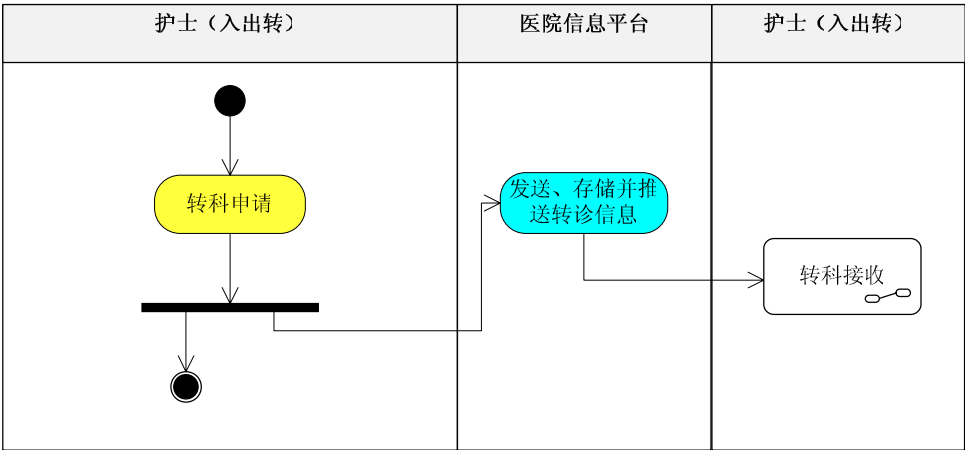 护士（入出转）
医院信息平台
护士（入出转）
转科申请
发送、存储并推
送转诊信息
转科接收